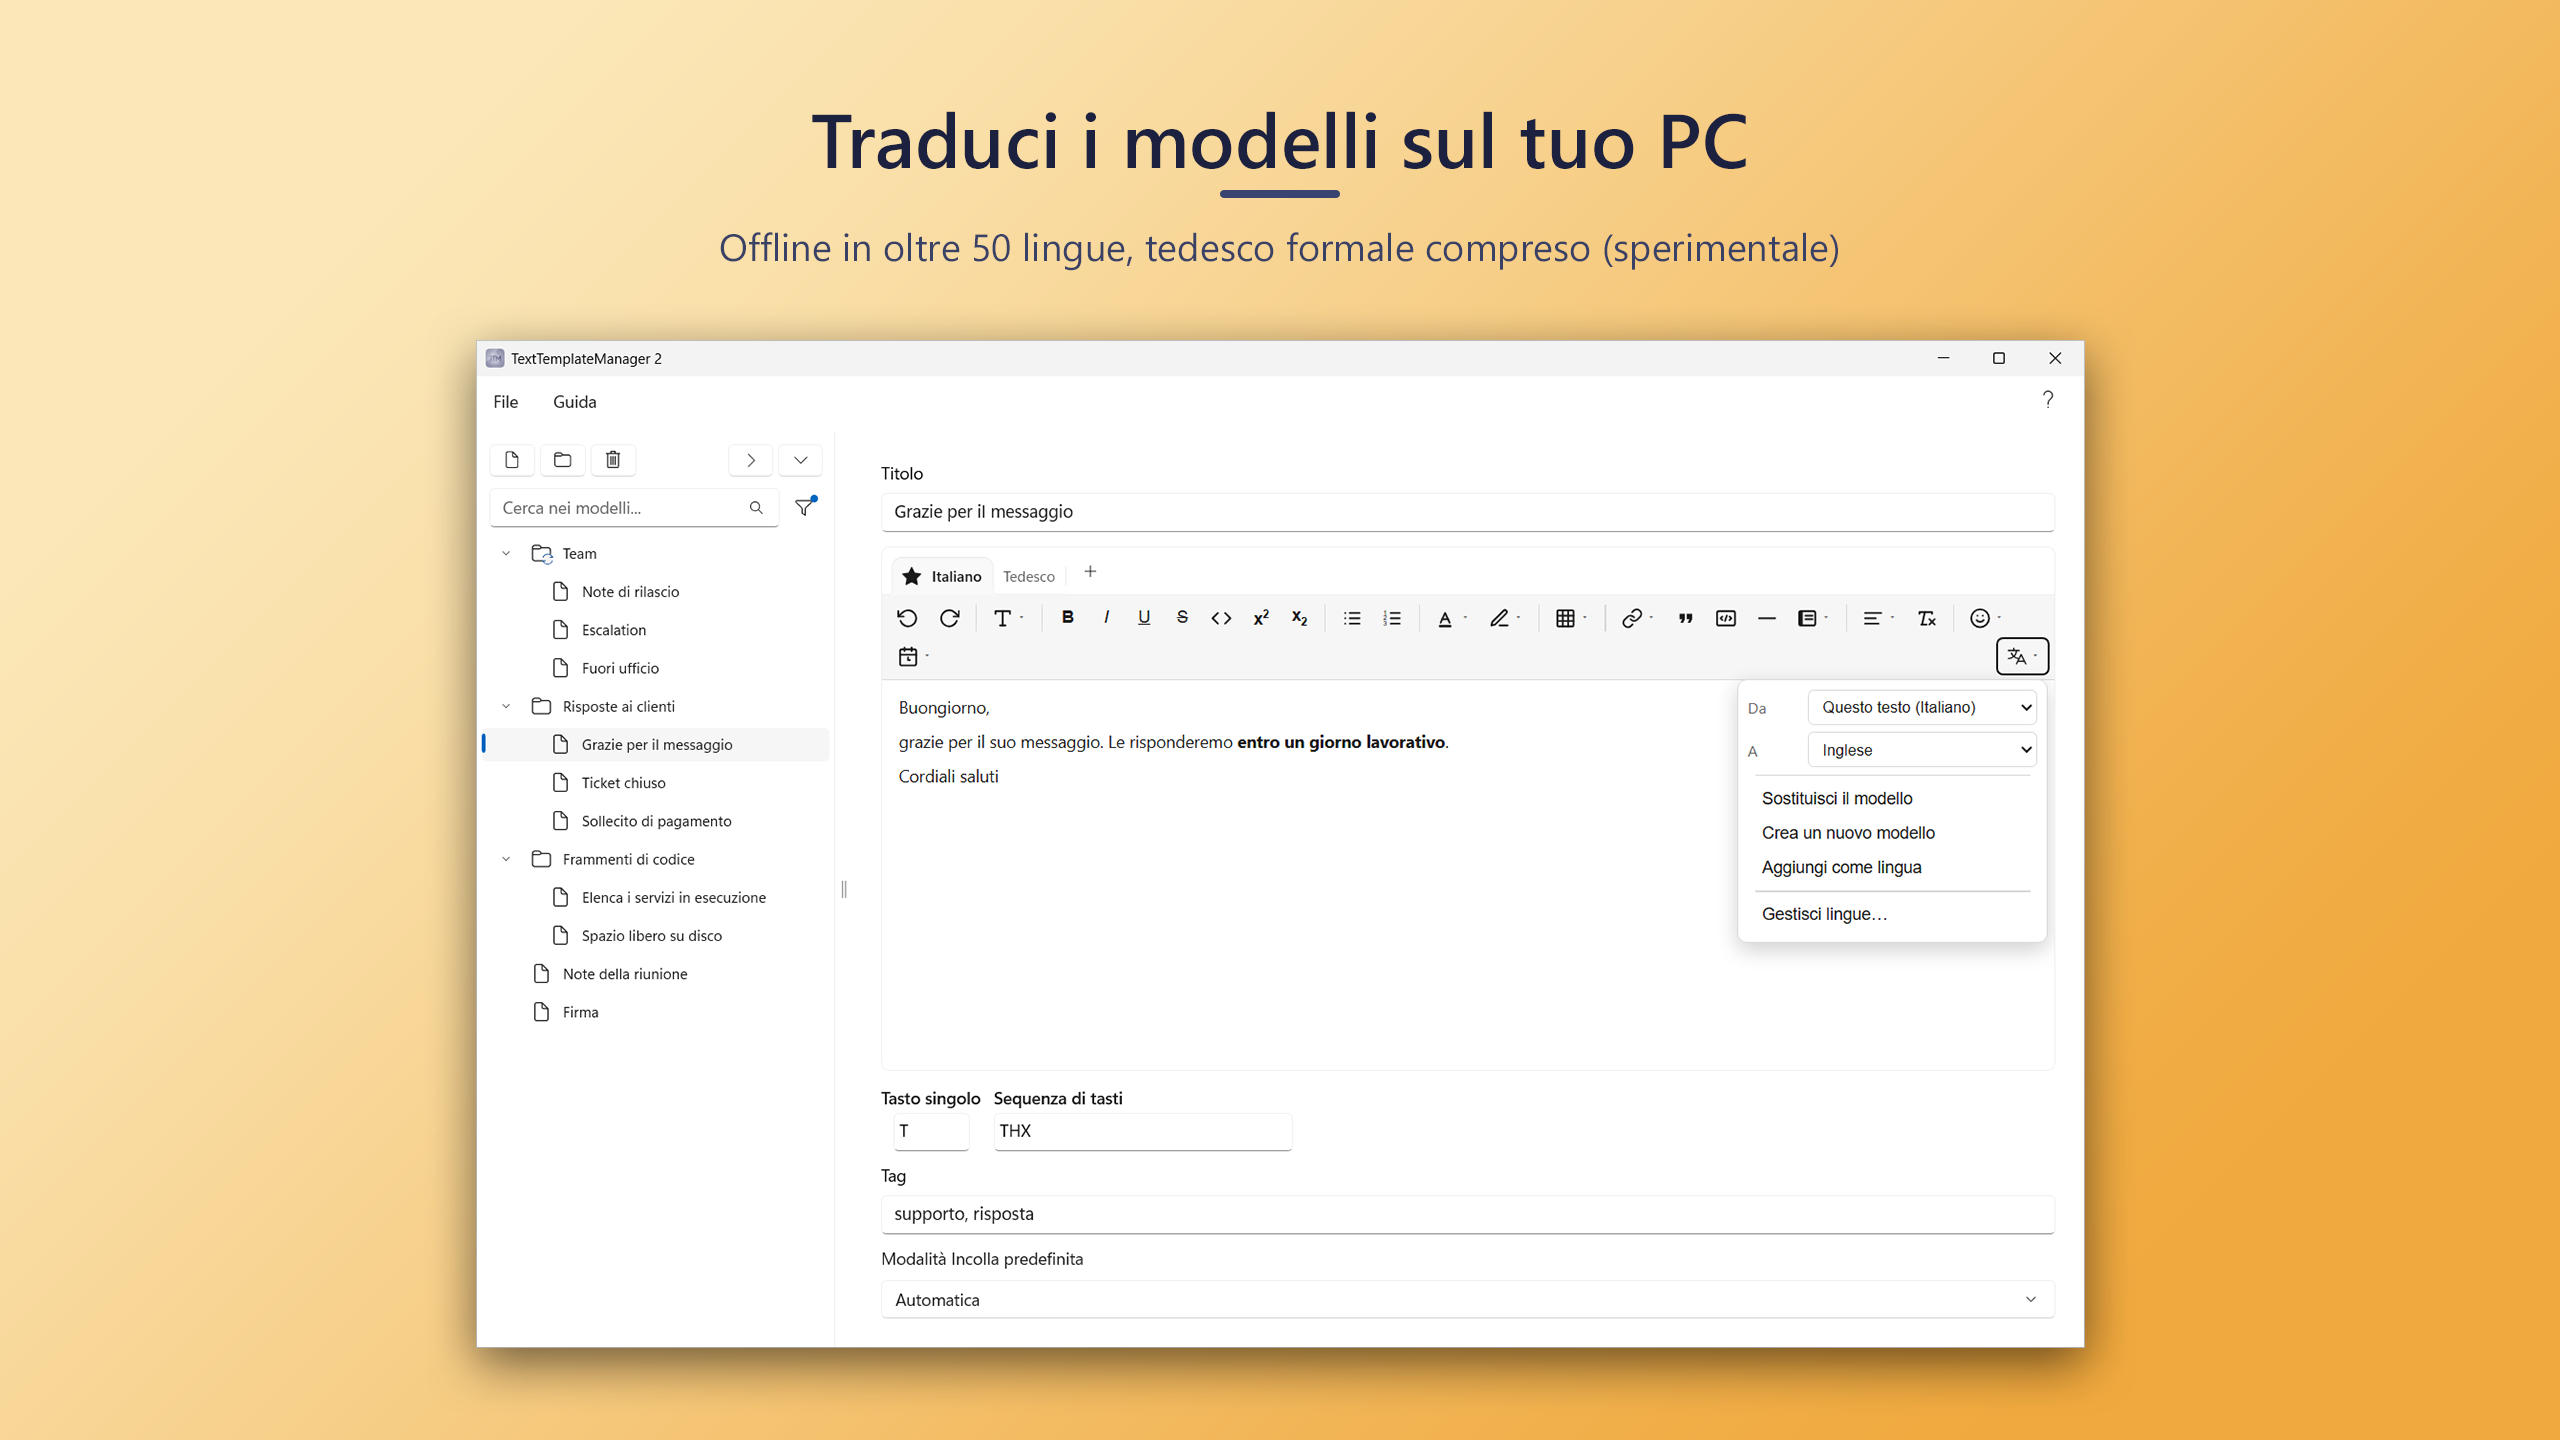 Traduci i modelli sul tuo PC
Offline in oltre 50 lingue, tedesco formale compreso (sperimentale)
TextTemplateManager 2
File Guida
Cerca nei modelli...
Team
Note di rilascio
Escalation
Fuori ufficio
Risposte ai clienti
Grazie per il messaggio
Ticket chiuso
Sollecito di pagamento
Frammenti di codice
Elenca i servizi in esecuzione
Spazio libero su disco
Note della riunione
Firma
Titolo
Grazie per il messaggio
Italiano Tedesco
Buongiorno,
grazie per il suo messaggio. Le risponderemo entro un giorno lavorativo.
Cordiali saluti
Da Questo testo (Italiano)
A Inglese
Sostituisci il modello
Crea un nuovo modello
Aggiungi come lingua
Gestisci lingue...
Tasto singolo Sequenza di tasti
T THX
Tag
supporto, risposta
Modalità Incolla predefinita
Automatica